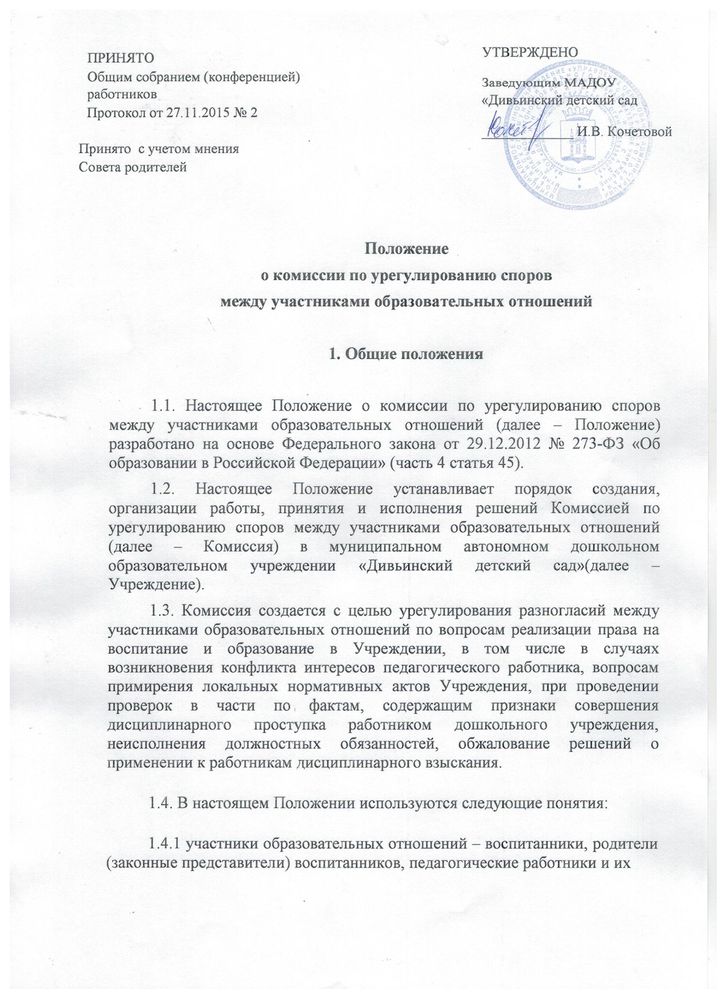 ПРИНЯТО
Общим собранием (конференцией)
работников
Протокол от 27.11.2015 № 2
Принято с учетом мнения
Совета родителей
УТВЕРЖДЕНО
Заведующим МАДОУ
«Дивьинский детский сад
И.В. Кочетовой
Положение
о комиссии по урегулированию споров
между участниками образовательных отношений
1. Общие положения
1.1. Настоящее Положение о комиссии по урегулированию споров
между участниками образовательных отношений (далее – Положение)
разработано на основе Федерального закона от 29.12.2012 № 273-ФЗ «Об
образовании в Российской Федерации» (часть 4 статья 45).
1.2. Настоящее Положение устанавливает порядок создания,
организации работы, принятия и исполнения решений Комиссией по
урегулированию споров между участниками образовательных отношений
(далее – Комиссия) в муниципальном автономном дошкольном
образовательном учреждении «Дивьинский детский сад»(далее –
Учреждение).
1.3. Комиссия создается с целью урегулирования разногласий между
участниками образовательных отношений по вопросам реализации права на
воспитание и образование в Учреждении, в том числе в случаях
возникновения конфликта интересов педагогического работника, вопросам
примирения локальных нормативных актов Учреждения, при проведении
проверок в части по фактам, содержащим признаки совершения
дисциплинарного проступка работником дошкольного учреждения,
неисполнения должностных обязанностей, обжалование решений о
применении к работникам дисциплинарного взыскания.
1.4. В настоящем Положении используются следующие понятия:
1.4.1 участники образовательных отношений – воспитанники, родители
(законные представители) воспитанников, педагогические работники и их